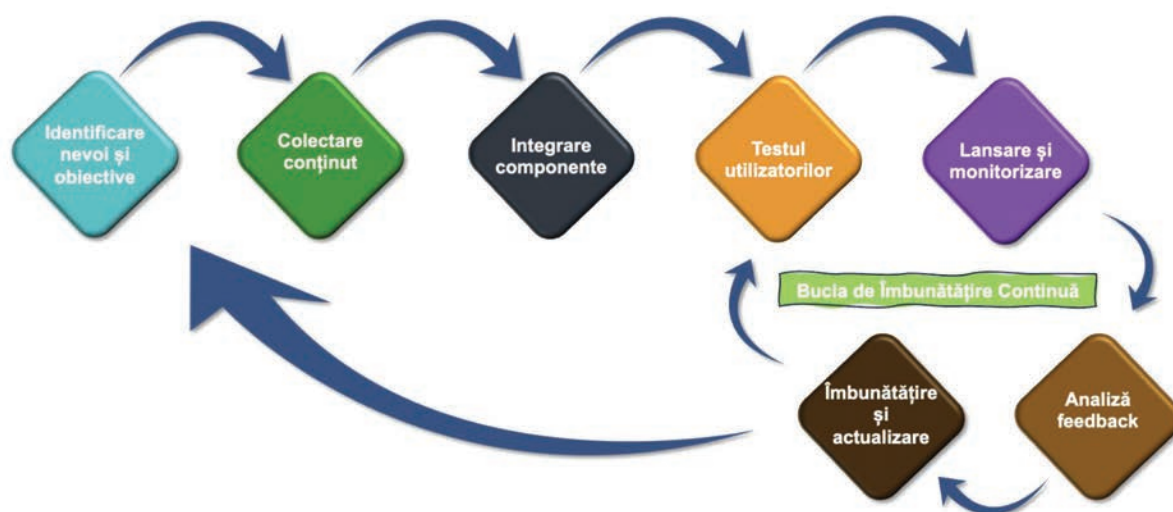 Identificare
nevoi și
obiective
Colectare
conținut
Integrare
componente
Testul
utilizatorilor
Lansare și
monitorizare
Bucla de Îmbunătățire Continuă
Îmbunătățire
și
actualizare
Analiză
feedback